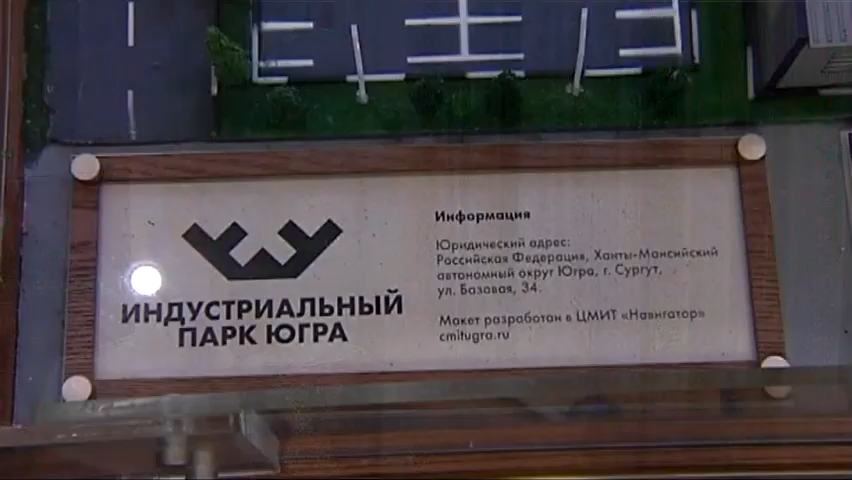 ИНДУСТРИАЛЬНЫЙ
ПАРК ЮГРА
Информация
Юридический адрес:
Российская Федерация, Ханты-Мансийский
автономный округ Югра, г. Сургут,
ул. Базовая, 34.
Макет разработан в ЦМИТ «Навигатор»
cmitugra.ru